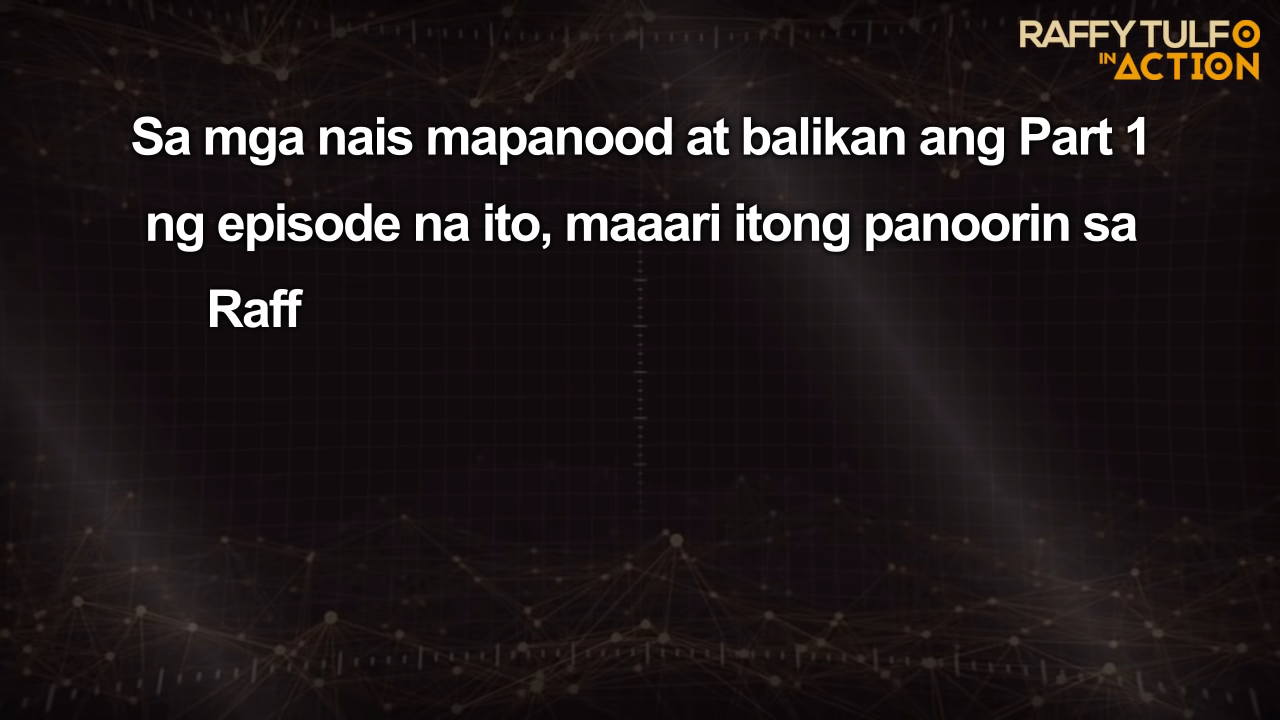 RAFFY TULFO
IN ACTION
Sa mga nais mapanood at balikan ang Part 1
ng episode na ito, maaari itong panoorin sa
Raff